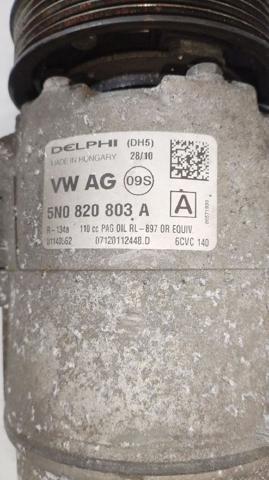 DELPHI (DH5)
MADE IN HUNGARY 28/10
VW AG 09S
5N0 820 803 A A
R-134a 110 cc PAG OIL RL-897 OR EQUIV.
07120112448.D 6CVC 140